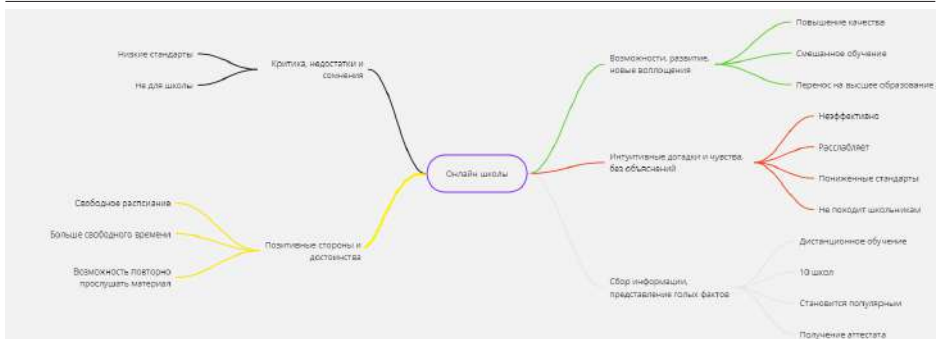 Низкие стандарты
Не для школы
Критика, недостатки и
сомнения
Свободное расписание
Больше свободного времени
Возможность повторно
прослушать материал
Позитивные стороны и
достоинства
Онлайн школы
Возможности, развитие,
новые воплощения
Повышение качества
Смешанное обучение
Перенос на высшее образование
Интуитивные догадки и чувства
без объяснений
Неэффективно
Расслабляет
Пониженные стандарты
Не походит школьникам
Сбор информации,
представление голых фактов
Дистанционное обучение
10 школ
Становится популярным
Получение аттестата